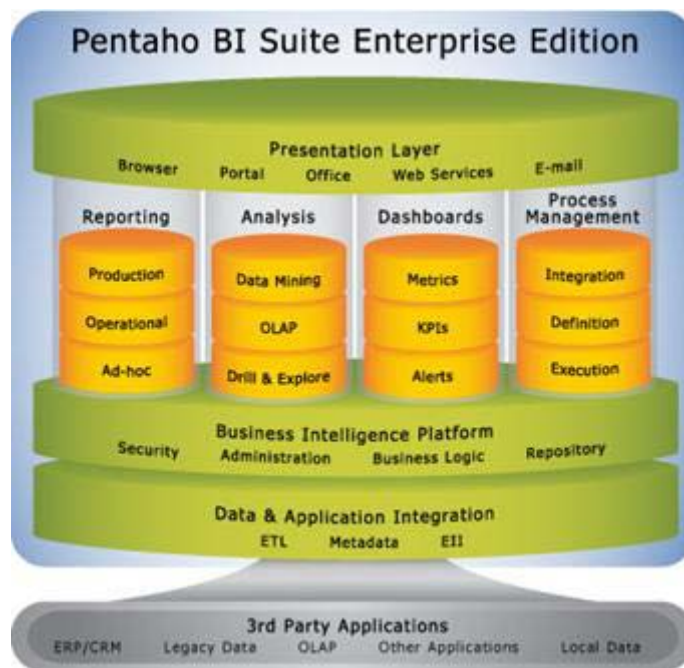 Pentaho BI Suite Enterprise Edition
Presentation Layer
Browser Portal Office Web Services E-mail
Reporting Analysis Dashboards Process Management
Production Data Mining Metrics Integration
Operational OLAP KPIs Definition
Ad-hoc Drill & Explore Alerts Execution
Business Intelligence Platform
Security Administration Business Logic Repository
Data & Application Integration
ETL Metadata EII
3rd Party Applications
ERP/CRM Legacy Data OLAP Other Applications Local Data